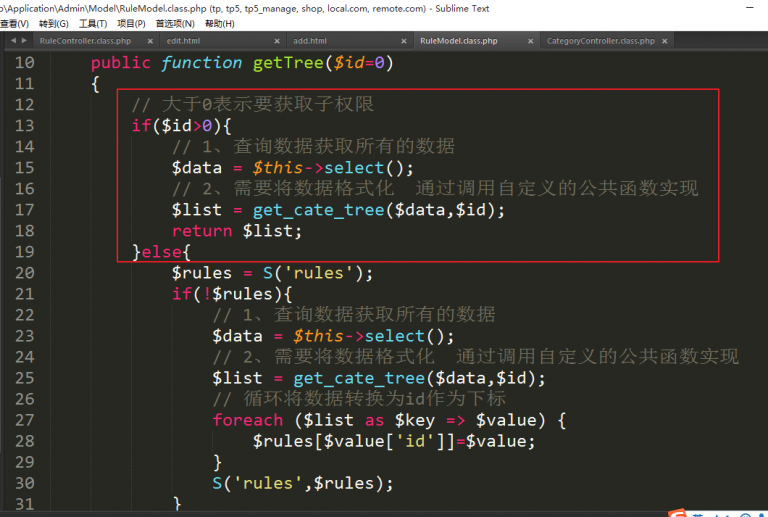 o\Application\Admin\Model\RuleModel.class.php (tp, tp5, tp5_manage, shop, local.com, remote.com) - Sublime Text
查看(V) 转到(G) 工具(T) 项目(P) 首选项(N) 帮助(H)
RuleController.class.php × edit.html × add.html × RuleModel.class.php × CategoryController.class.php ×
10 public function getTree($id=0)
11 {
12 // 大于0表示要获取子权限
13 if($id>0){
14 // 1、查询数据获取所有的数据
15 $data = $this->select();
16 // 2、需要将数据格式化 通过调用自定义的公共函数实现
17 $list = get_cate_tree($data,$id);
18 return $list;
19 }else{
20 $rules = S('rules');
21 if(!$rules){
22 // 1、查询数据获取所有的数据
23 $data = $this->select();
24 // 2、需要将数据格式化 通过调用自定义的公共函数实现
25 $list = get_cate_tree($data,$id);
26 // 循环将数据转换为id作为下标
27 foreach ($list as $key => $value) {
28 $rules[$value['id']]=$value;
29 }
30 S('rules',$rules);
31 }